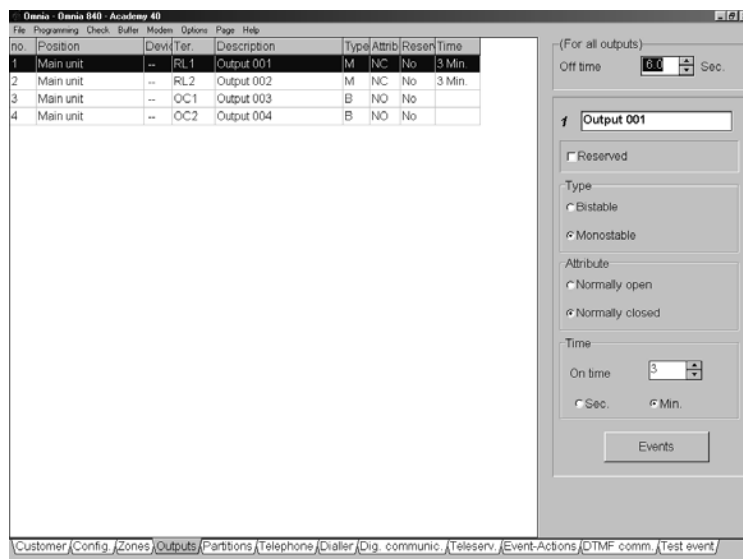 Omnia - Omnia 840 - Academy 40
File Programming Check Buffer Modem Options Page Help
no. Position Devic Ter. Description Type Attrib Reser Time
1 Main unit -- RL1 Output 001 M NC No 3 Min.
2 Main unit -- RL2 Output 002 M NC No 3 Min.
3 Main unit -- OC1 Output 003 B NO No
4 Main unit -- OC2 Output 004 B NO No
(For all outputs)
Off time 6.0 Sec.
1 Output 001
Reserved
Type
Bistable
Monostable
Attribute
Normally open
Normally closed
Time
On time 3
Sec. Min.
Events
Customer Config. Zones Outputs Partitions Telephone Dialler Dig. communic. Teleserv. Event-Actions DTMF comm. Test event